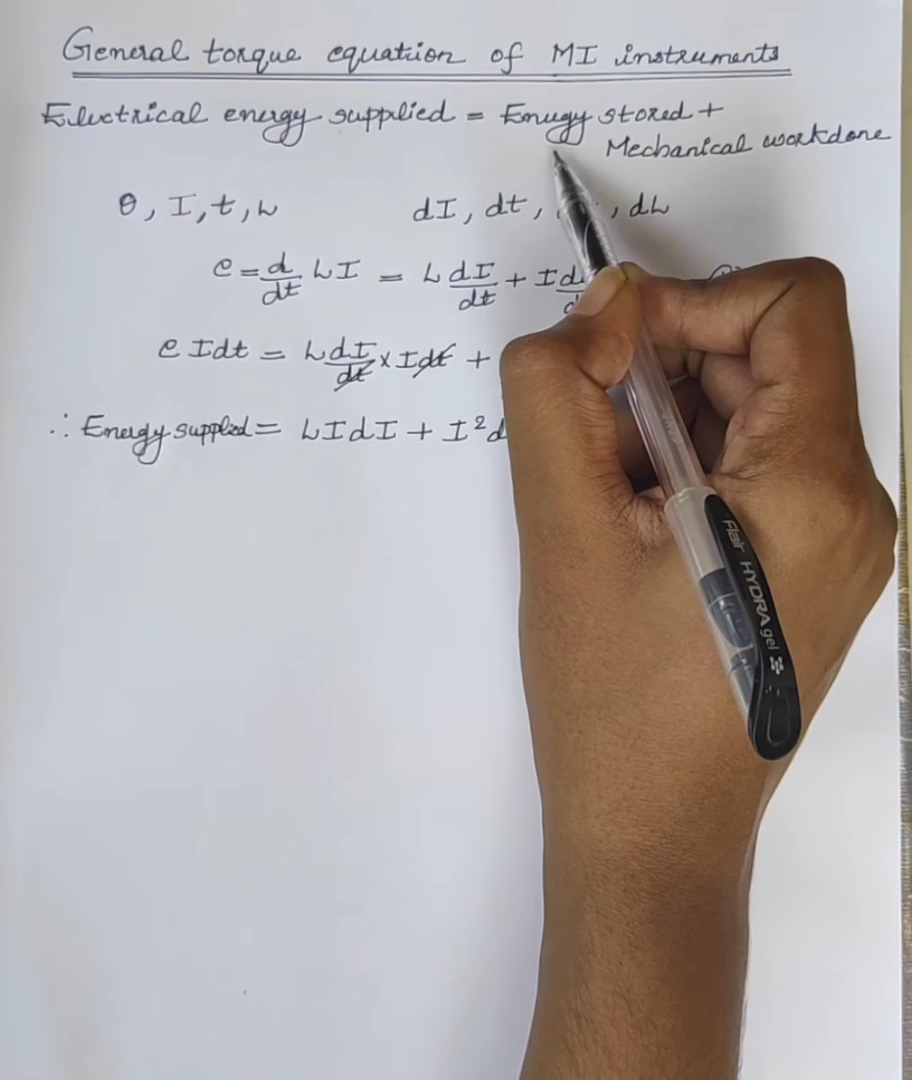 General torque equation of MI instruments
Electrical energy supplied = Energy stored +
Mechanical workdone
θ, I, t, L dI, dt, , dL
e = d/dt LI = L dI/dt + I
e I dt = L dI/dt × I dt +
∴ Energy supplied = L I dI + I²
Flair HYDRA gel